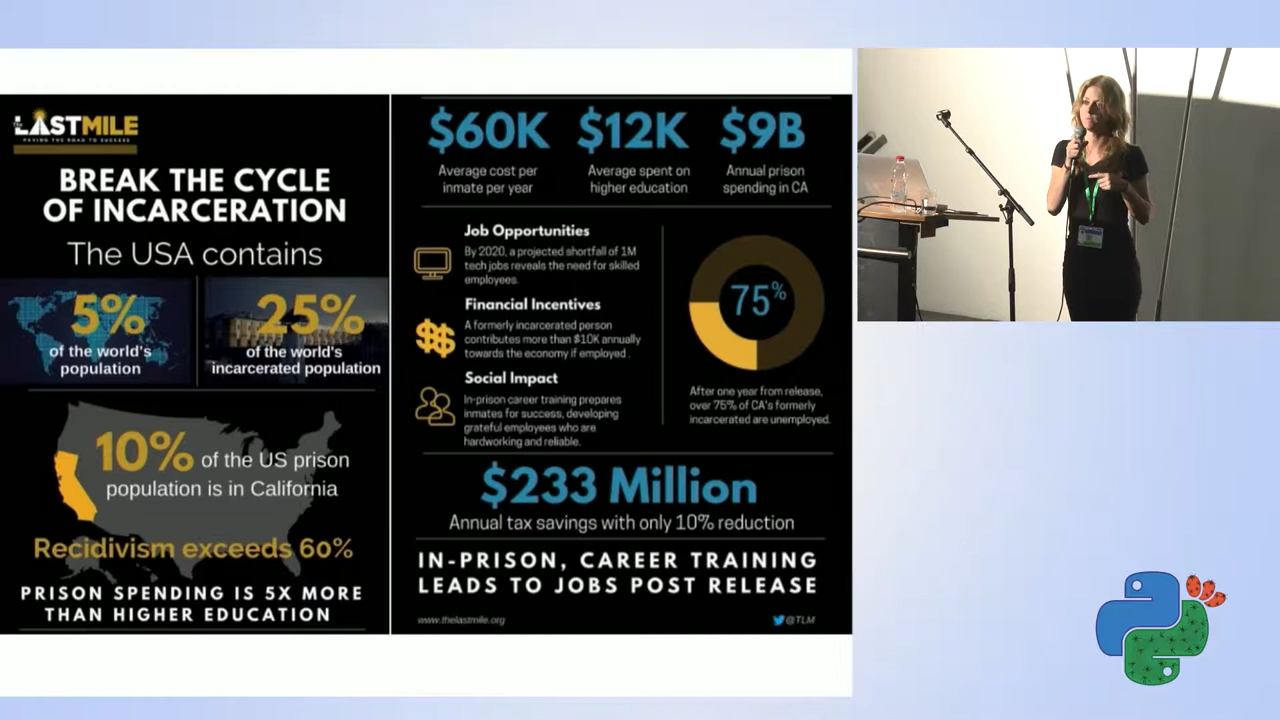 The
LASTMILE
PAVING THE ROAD TO SUCCESS
BREAK THE CYCLE
OF INCARCERATION
The USA contains
5%
of the world's
population
25%
of the world's
incarcerated population
10% of the US prison
population is in California
Recidivism exceeds 60%
PRISON SPENDING IS 5X MORE
THAN HIGHER EDUCATION
$60K
Average cost per
inmate per year
$12K
Average spent on
higher education
$9B
Annual prison
spending in CA
Job Opportunities
By 2020, a projected shortfall of 1M
tech jobs reveals the need for skilled
employees.
Financial Incentives
A formerly incarcerated person
contributes more than $10K annually
towards the economy if employed .
Social Impact
In-prison career training prepares
inmates for success, developing
grateful employees who are
hardworking and reliable.
75%
After one year from release,
over 75% of CA's formerly
incarcerated are unemployed.
$233 Million
Annual tax savings with only 10% reduction
IN-PRISON, CAREER TRAINING
LEADS TO JOBS POST RELEASE
www.thelastmile.org
@TLM